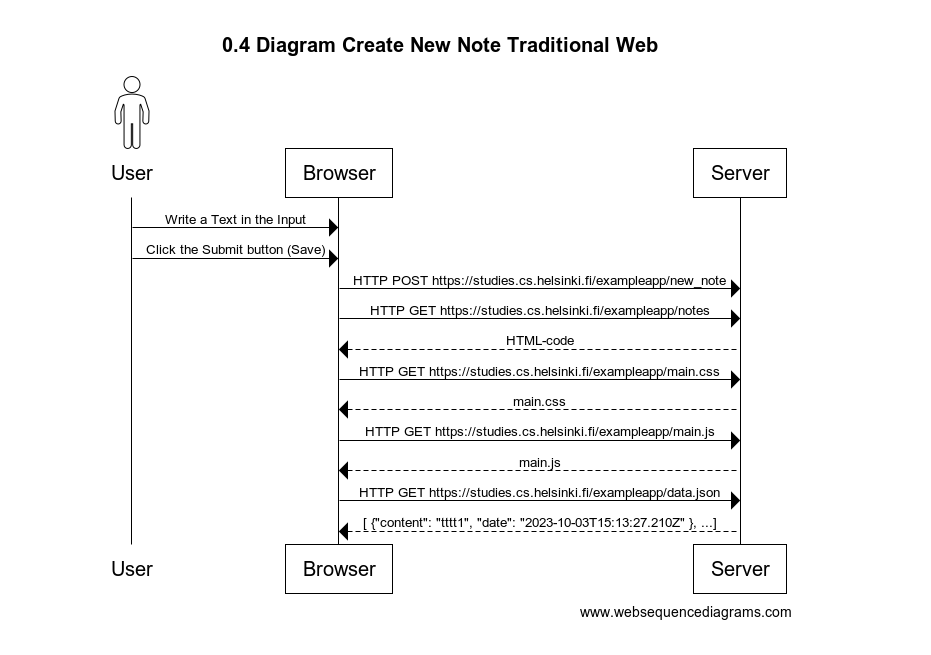 0.4 Diagram Create New Note Traditional Web
User
Browser
Server
Write a Text in the Input
Click the Submit button (Save)
HTTP POST https://studies.cs.helsinki.fi/exampleapp/new_note
HTTP GET https://studies.cs.helsinki.fi/exampleapp/notes
HTML-code
HTTP GET https://studies.cs.helsinki.fi/exampleapp/main.css
main.css
HTTP GET https://studies.cs.helsinki.fi/exampleapp/main.js
main.js
HTTP GET https://studies.cs.helsinki.fi/exampleapp/data.json
[ {"content": "tttt1", "date": "2023-10-03T15:13:27.210Z" }, ...]
User
Browser
Server
www.websequencediagrams.com